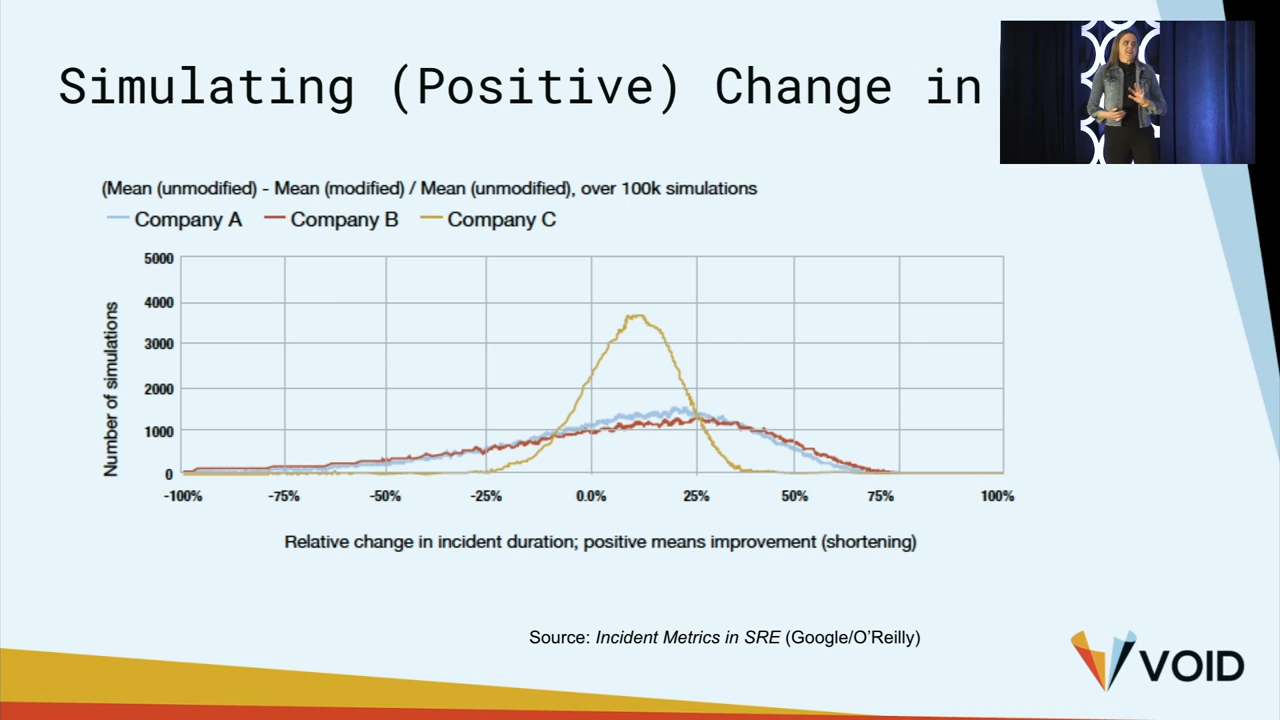 Simulating (Positive) Change in
(Mean (unmodified) - Mean (modified) / Mean (unmodified), over 100k simulations
Company A Company B Company C
Number of simulations
5000
4000
3000
2000
1000
0
-100% -75% -50% -25% 0.0% 25% 50% 75% 100%
Relative change in incident duration; positive means improvement (shortening)
Source: Incident Metrics in SRE (Google/O'Reilly)
VOID